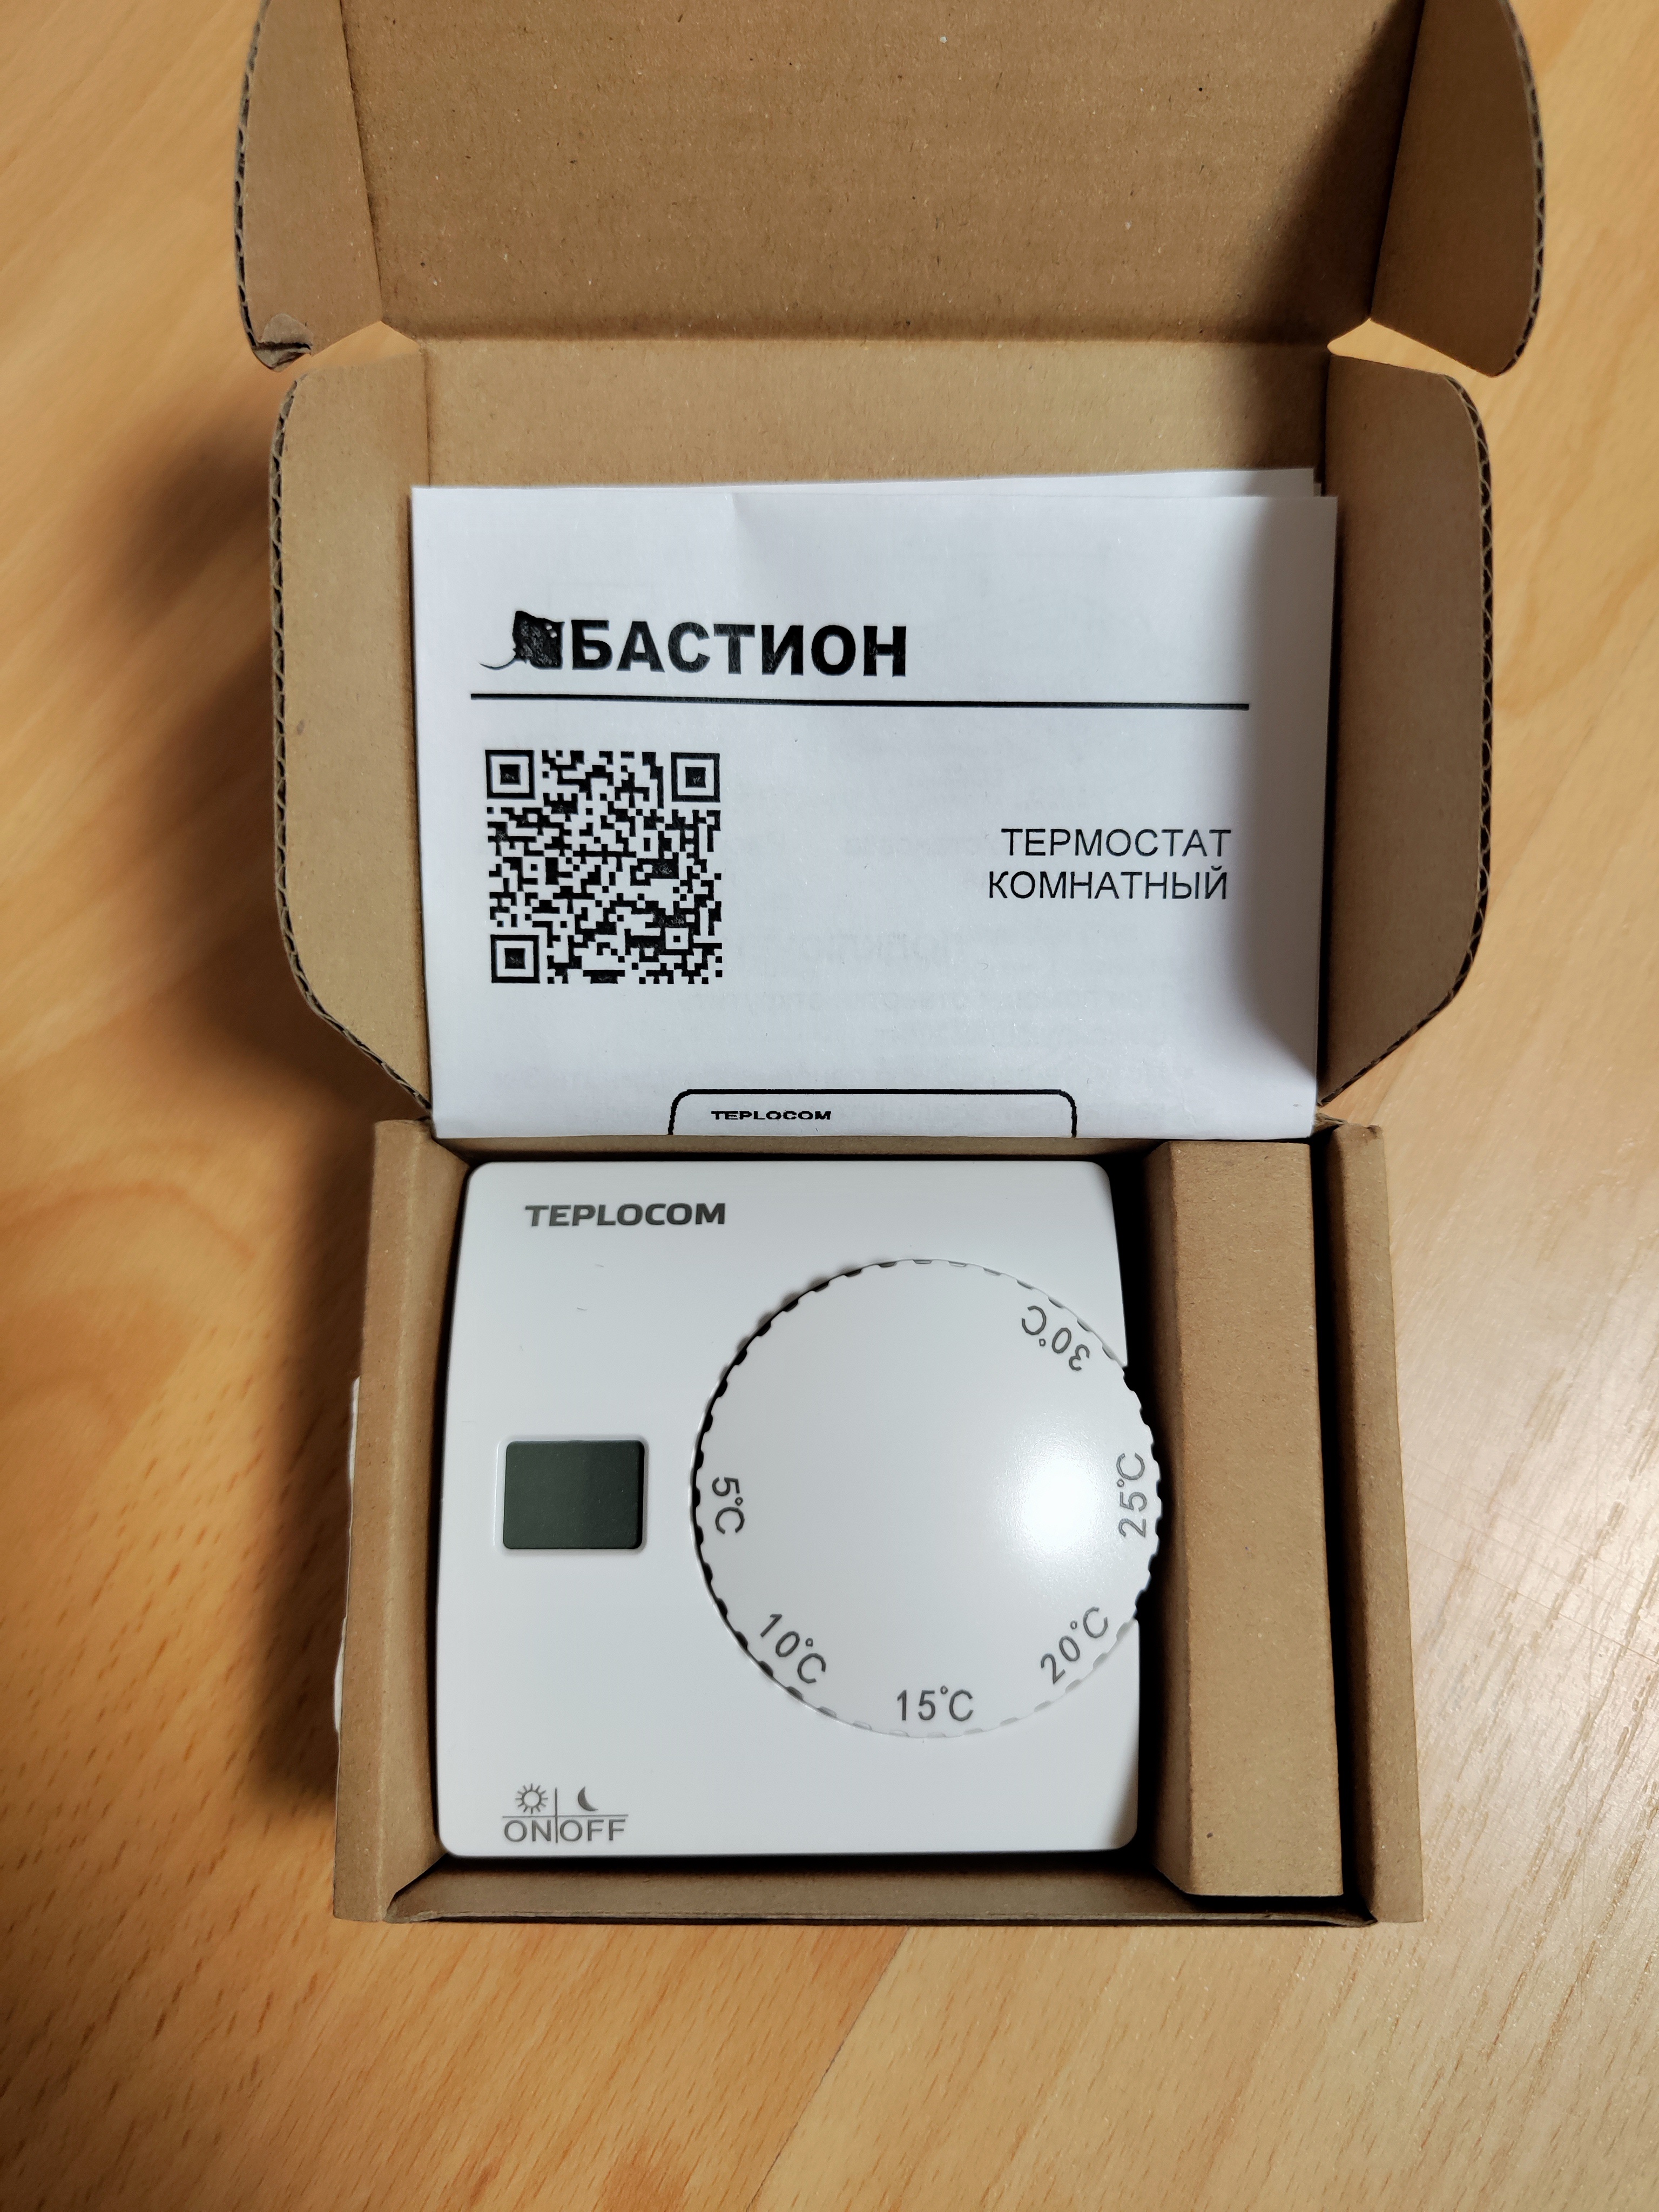 БАСТИОН
ТЕРМОСТАТ
КОМНАТНЫЙ
TEPLOCOM
TEPLOCOM
30°C
5°C
25°C
10°C
20°C
15°C
ON OFF